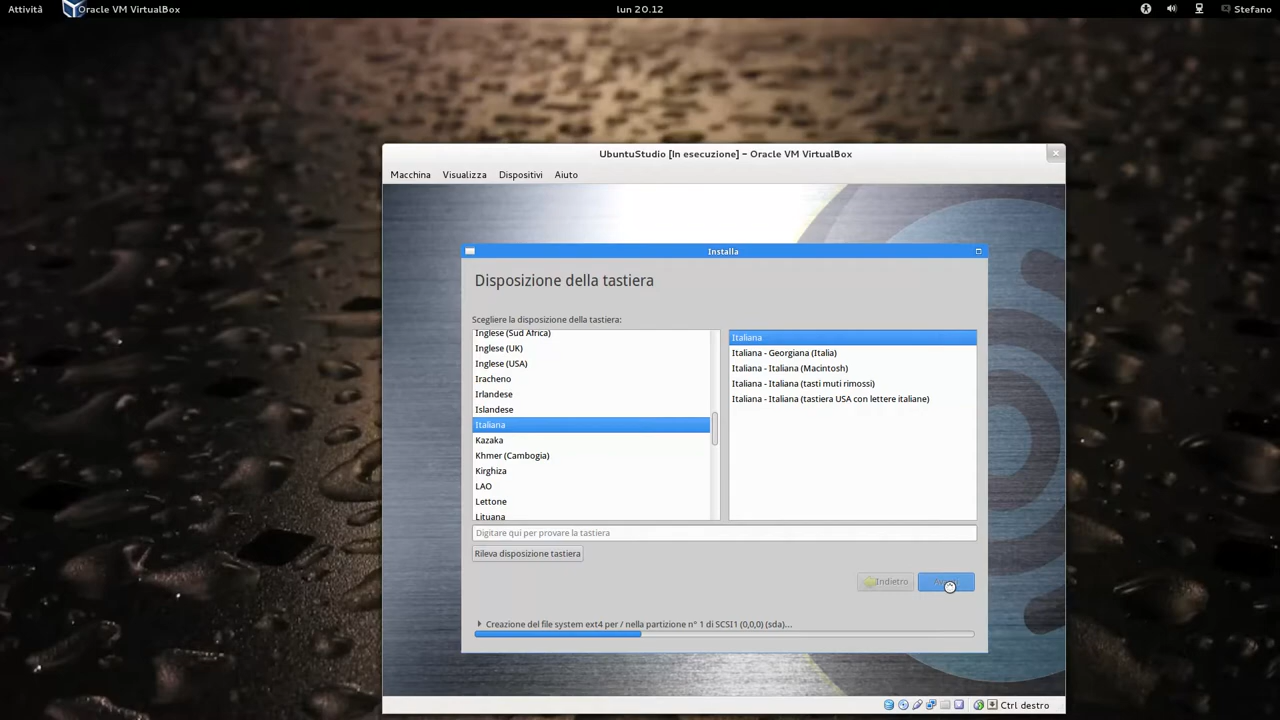 Attività Oracle VM VirtualBox lun 20.12 Stefano
UbuntuStudio [In esecuzione] – Oracle VM VirtualBox
Macchina Visualizza Dispositivi Aiuto
Installa
Disposizione della tastiera
Scegliere la disposizione della tastiera:
Inglese (Sud Africa)
Inglese (UK)
Inglese (USA)
Iracheno
Irlandese
Islandese
Italiana
Kazaka
Khmer (Cambogia)
Kirghiza
LAO
Lettone
Lituana
Italiana
Italiana - Georgiana (Italia)
Italiana - Italiana (Macintosh)
Italiana - Italiana (tasti muti rimossi)
Italiana - Italiana (tastiera USA con lettere italiane)
Digitare qui per provare la tastiera
Rileva disposizione tastiera
Indietro
Creazione del file system ext4 per / nella partizione n° 1 di SCSI1 (0,0,0) (sda)...
Ctrl destro